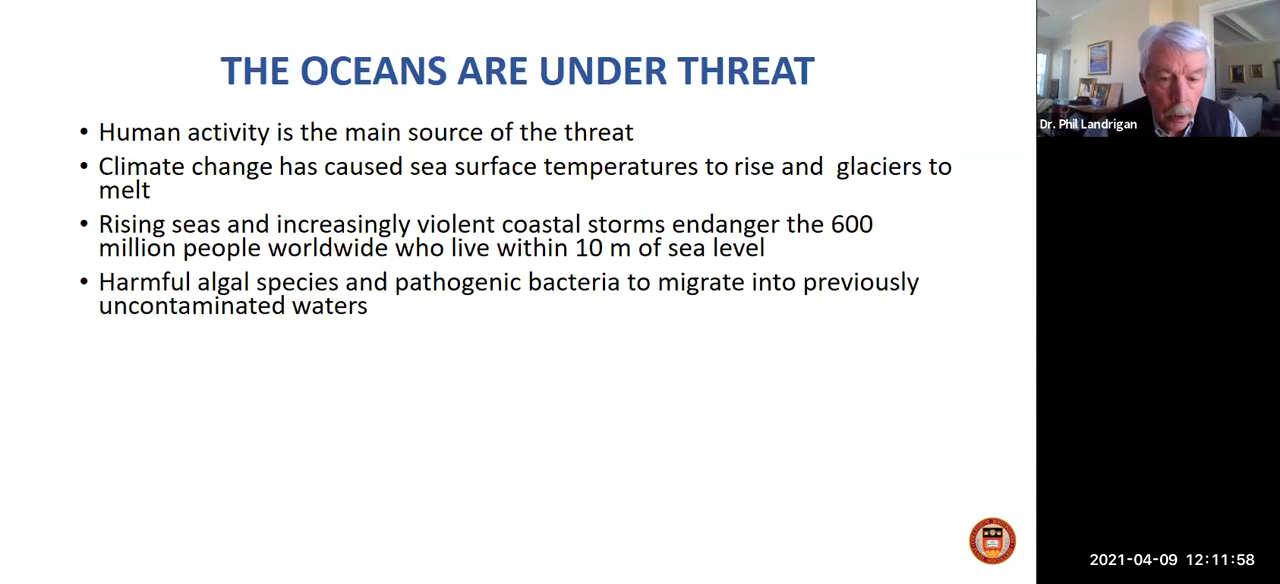 THE OCEANS ARE UNDER THREAT
• Human activity is the main source of the threat
• Climate change has caused sea surface temperatures to rise and  glaciers to
melt
• Rising seas and increasingly violent coastal storms endanger the 600
million people worldwide who live within 10 m of sea level
• Harmful algal species and pathogenic bacteria to migrate into previously
uncontaminated waters
Dr. Phil Landrigan
2021-04-09 12:11:58